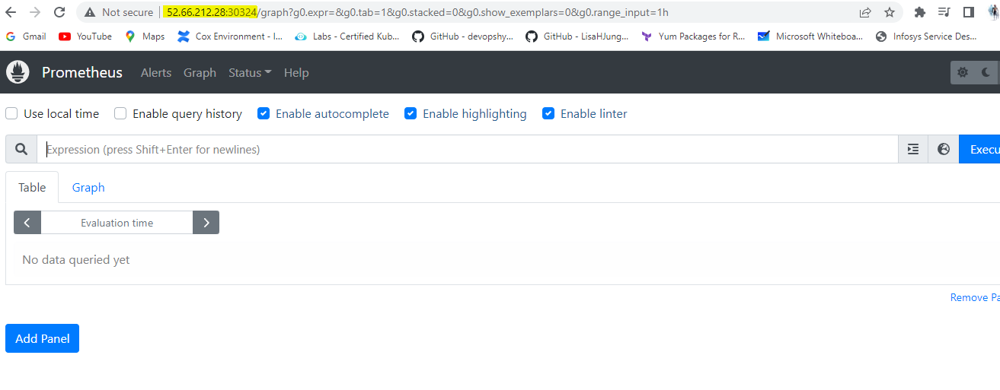 Not secure 52.66.212.28:30324/graph?g0.expr=&g0.tab=1&g0.stacked=0&g0.show_exemplars=0&g0.range_input=1h
Gmail YouTube Maps Cox Environment - I... Labs - Certified Kub... GitHub - devopshy... GitHub - LisaHJung... Yum Packages for R... Microsoft Whiteboa... Infosys Service Des...
Prometheus Alerts Graph Status Help
Use local time Enable query history Enable autocomplete Enable highlighting Enable linter
Expression (press Shift+Enter for newlines) Execu
Table Graph
Evaluation time
No data queried yet
Remove Pa
Add Panel